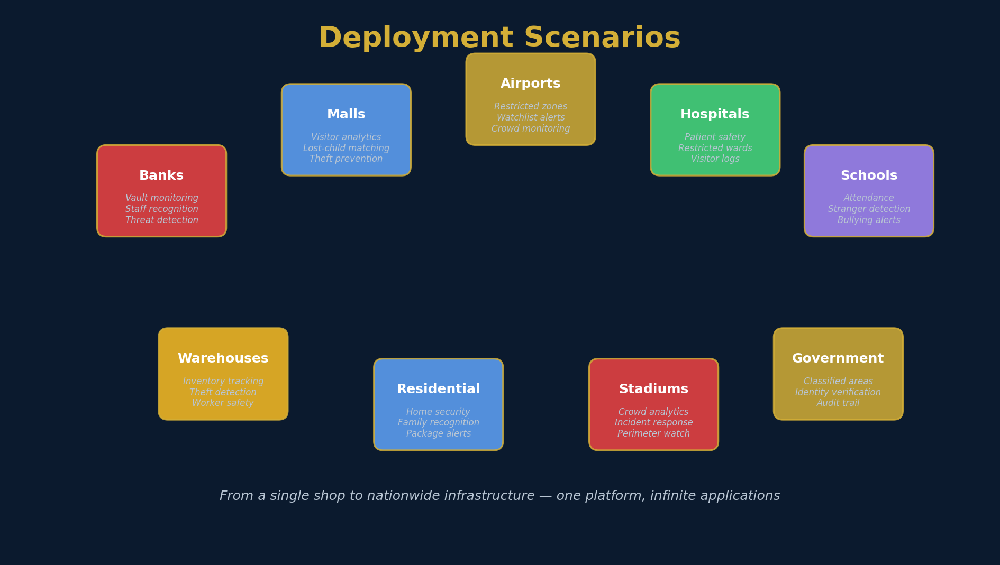 Deployment Scenarios
Airports
Restricted zones
Watchlist alerts
Crowd monitoring
Malls
Visitor analytics
Lost-child matching
Theft prevention
Hospitals
Patient safety
Restricted wards
Visitor logs
Banks
Vault monitoring
Staff recognition
Threat detection
Schools
Attendance
Stranger detection
Bullying alerts
Warehouses
Inventory tracking
Theft detection
Worker safety
Residential
Home security
Family recognition
Package alerts
Stadiums
Crowd analytics
Incident response
Perimeter watch
Government
Classified areas
Identity verification
Audit trail
From a single shop to nationwide infrastructure — one platform, infinite applications